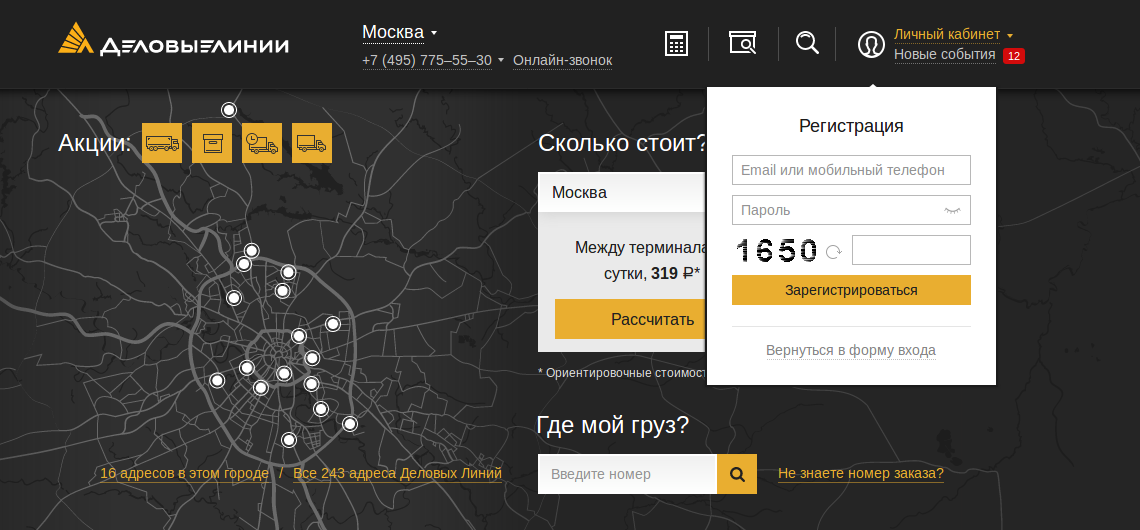 ДЕЛОВЫЕ ЛИНИИ
Москва
+7 (495) 775–55–30
Онлайн-звонок
Личный кабинет
Новые события 12
Акции:
Сколько стоит?
Москва
Между термина
сутки, 319 ₽*
Рассчитать
* Ориентировочные стоимос
Регистрация
Email или мобильный телефон
Пароль
1650
Зарегистрироваться
Вернуться в форму входа
Где мой груз?
Введите номер
Не знаете номер заказа?
16 адресов в этом городе / Все 243 адреса Деловых Линий